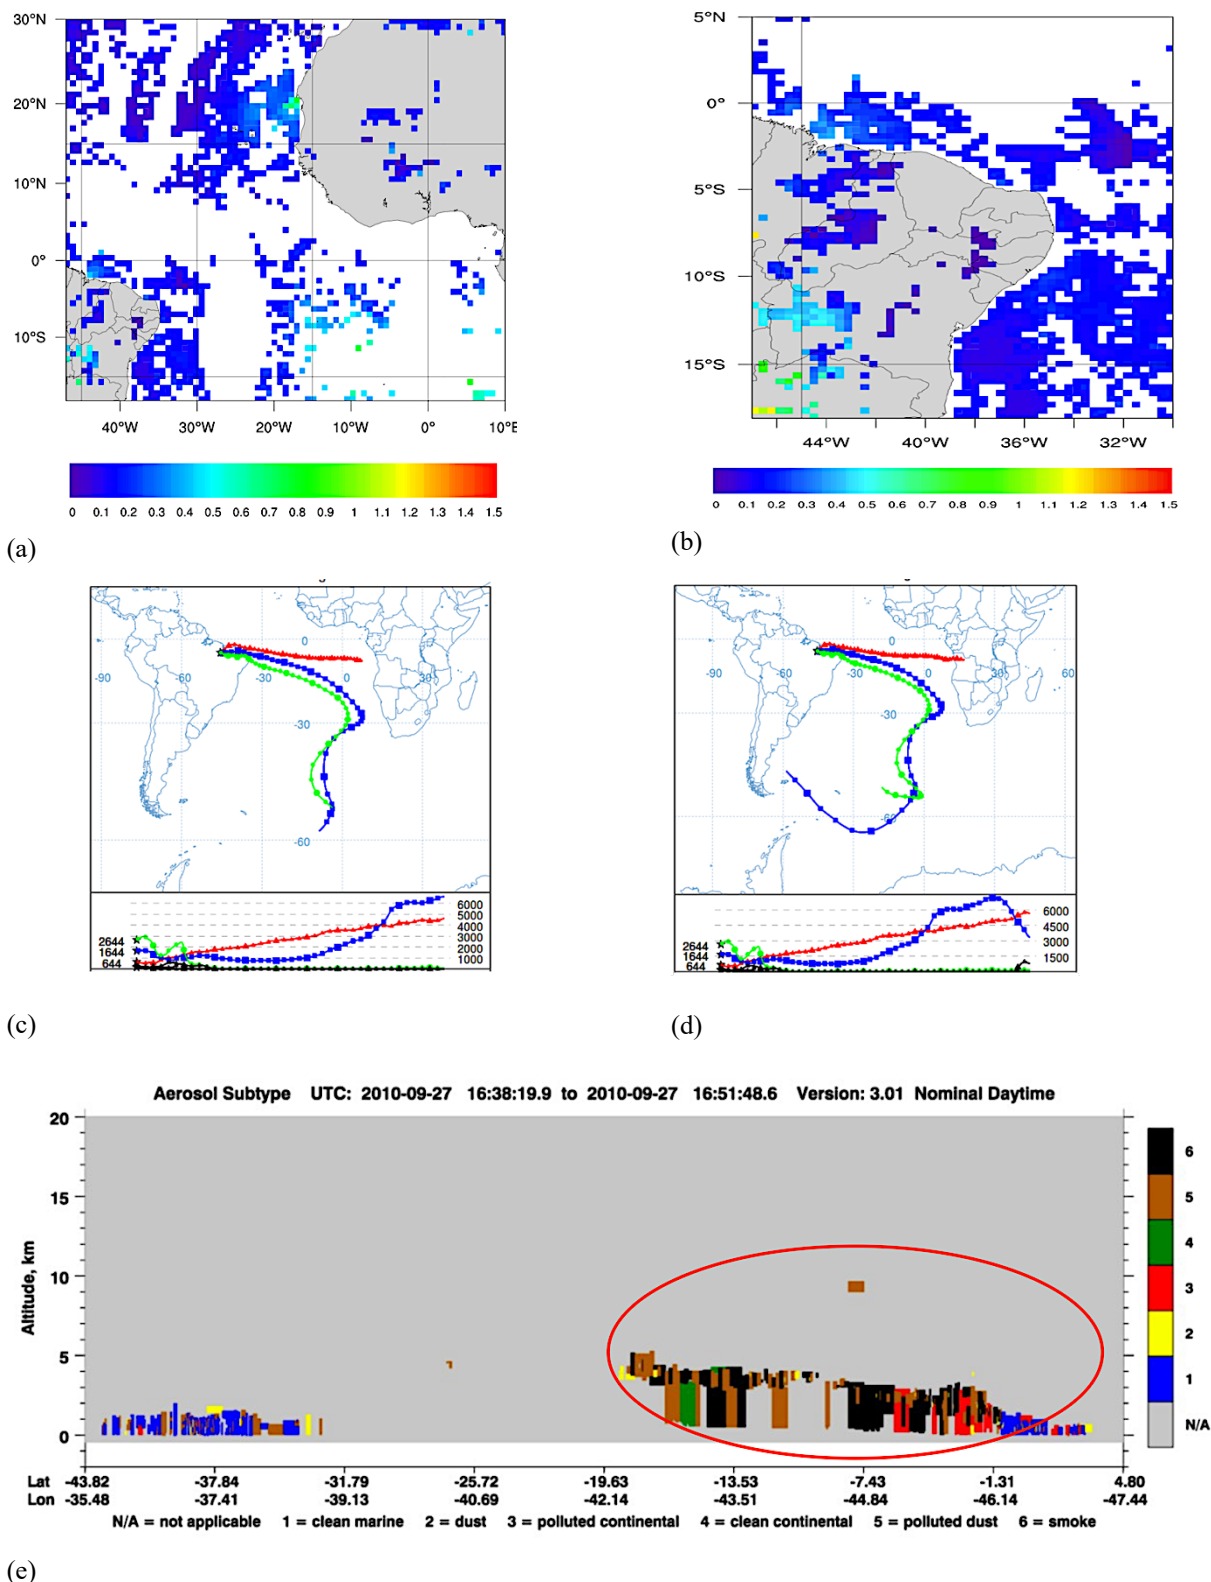 30°N
20°N
10°N
0°
10°S
40°W 30°W 20°W 10°W 0° 10°E
0 0.1 0.2 0.3 0.4 0.5 0.6 0.7 0.8 0.9 1 1.1 1.2 1.3 1.4 1.5
(a)
5°N
0°
5°S
10°S
15°S
44°W 40°W 36°W 32°W
0 0.1 0.2 0.3 0.4 0.5 0.6 0.7 0.8 0.9 1 1.1 1.2 1.3 1.4 1.5
(b)
0
-90 -60 -30 0 30
-30
-60
6000
5000
4000
3000
2000
1000
2644
1644
644
(c)
0 60
-90 -60 -30 0 30
-30
-60
6000
4500
3000
1500
2644
1644
644
(d)
Aerosol Subtype UTC: 2010-09-27 16:38:19.9 to 2010-09-27 16:51:48.6 Version: 3.01 Nominal Daytime
Altitude, km
20
15
10
5
0
6
5
4
3
2
1
N/A
Lat -43.82 -37.84 -31.79 -25.72 -19.63 -13.53 -7.43 -1.31 4.80
Lon -35.48 -37.41 -39.13 -40.69 -42.14 -43.51 -44.84 -46.14 -47.44
N/A = not applicable 1 = clean marine 2 = dust 3 = polluted continental 4 = clean continental 5 = polluted dust 6 = smoke
(e)